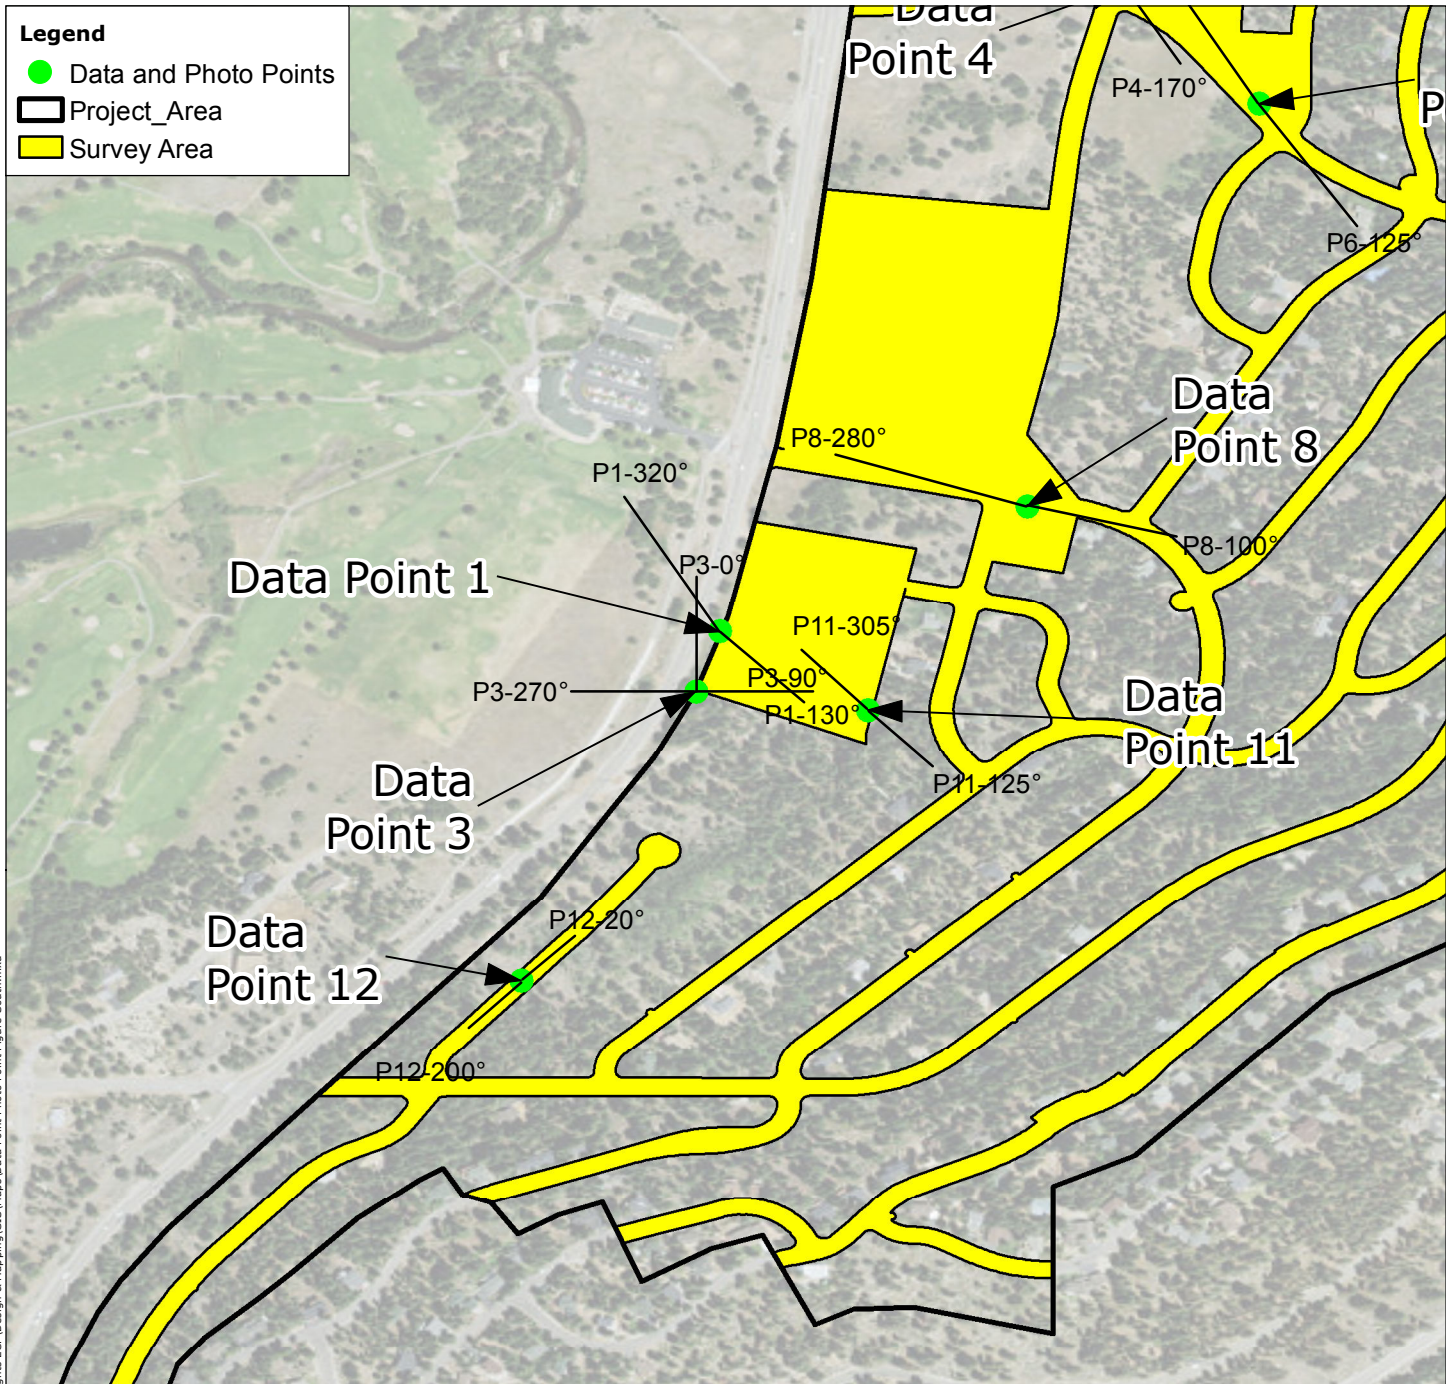 Legend
Data and Photo Points
Project_Area
Survey Area
Data
Point 4
P4-170°
P6-125°
Data
Point 8
P8-280°
P8-100°
P1-320°
P3-0°
Data Point 1
P11-305°
P3-90°
P3-270°
P1-130°
Data
Point 11
P11-125°
Data
Point 3
P12-20°
Data
Point 12
P12-200°